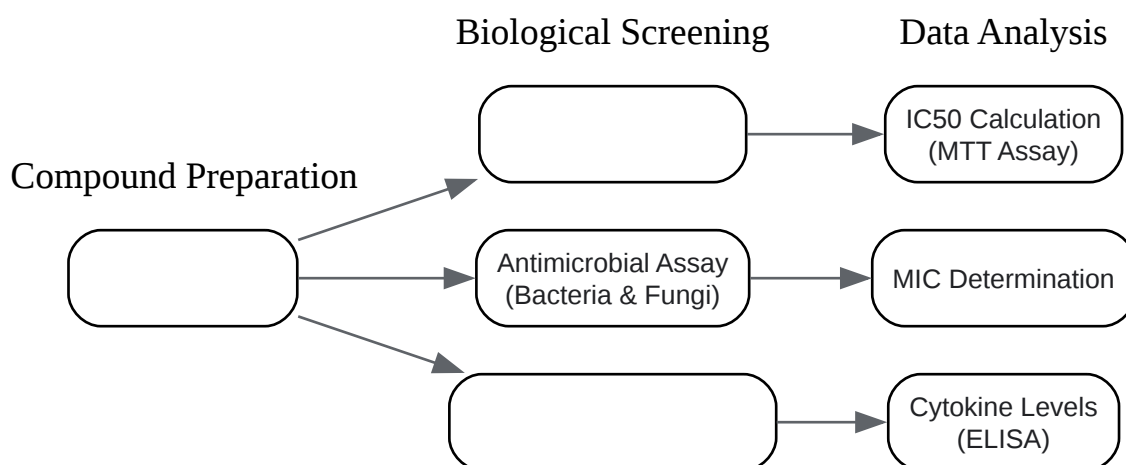 Biological Screening
Data Analysis
IC50 Calculation
(MTT Assay)
Compound Preparation
Antimicrobial Assay
(Bacteria & Fungi)
MIC Determination
Cytokine Levels
(ELISA)